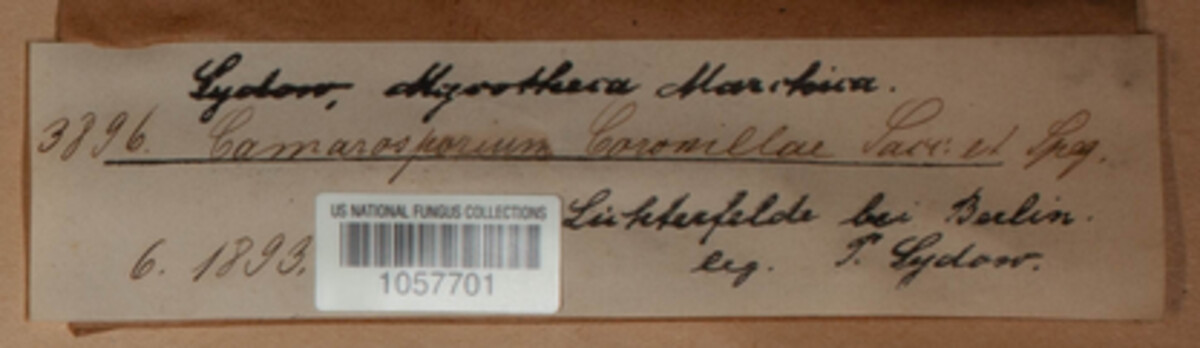 Sydow, Mycotheca Marchica.
3896. Camarosporium Coronillae Sacc. et Speg.
US NATIONAL FUNGUS COLLECTIONS
Lichterfelde bei Berlin.
6. 1893.
1057701
leg. P. Sydow.